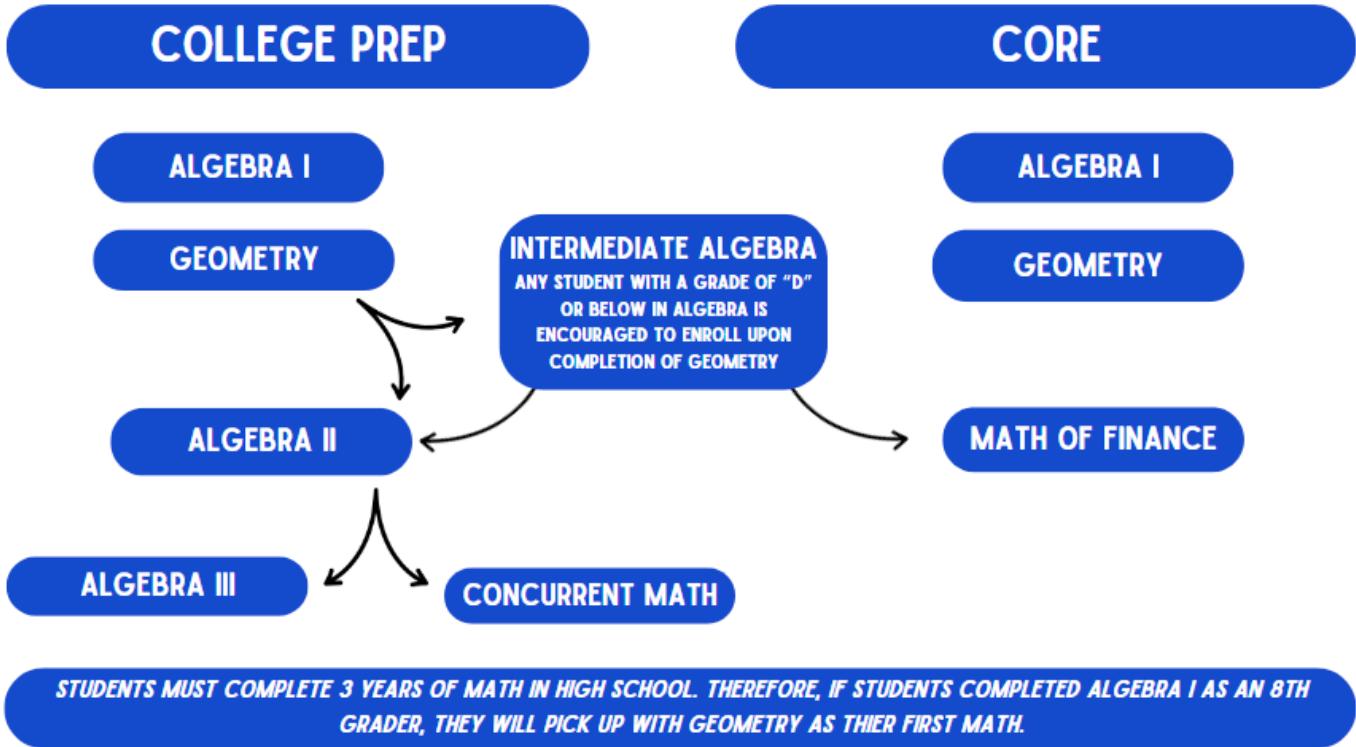 COLLEGE PREP
CORE
ALGEBRA I
ALGEBRA I
GEOMETRY
GEOMETRY
INTERMEDIATE ALGEBRA
ANY STUDENT WITH A GRADE OF "D"
OR BELOW IN ALGEBRA IS
ENCOURAGED TO ENROLL UPON
COMPLETION OF GEOMETRY
ALGEBRA II
MATH OF FINANCE
ALGEBRA III
CONCURRENT MATH
STUDENTS MUST COMPLETE 3 YEARS OF MATH IN HIGH SCHOOL. THEREFORE, IF STUDENTS COMPLETED ALGEBRA I AS AN 8TH
GRADER, THEY WILL PICK UP WITH GEOMETRY AS THIER FIRST MATH.